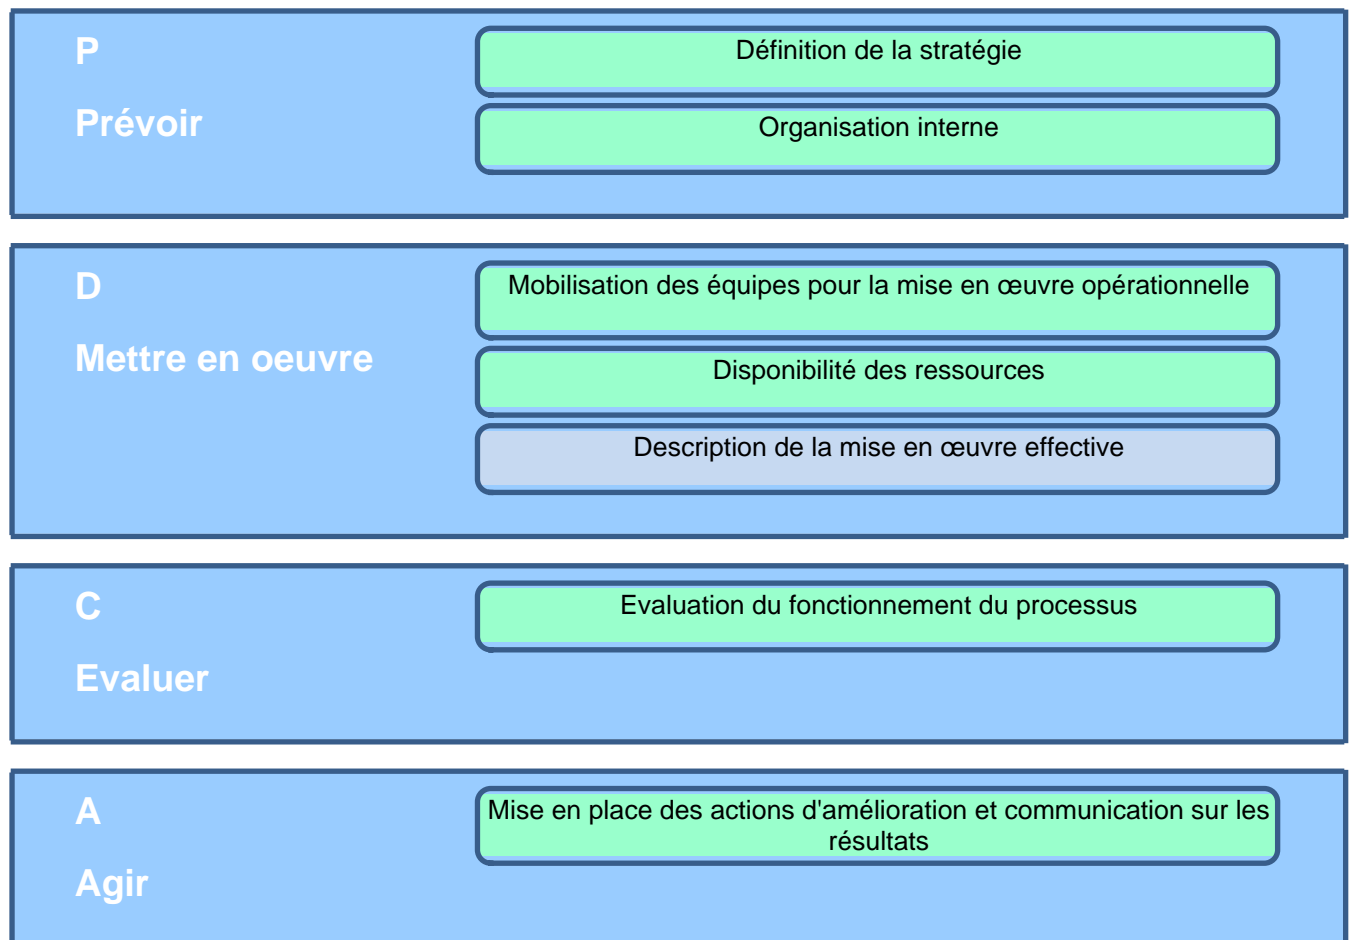 P
Définition de la stratégie
Prévoir
Organisation interne
D
Mobilisation des équipes pour la mise en œuvre opérationnelle
Mettre en oeuvre
Disponibilité des ressources
Description de la mise en œuvre effective
C
Evaluation du fonctionnement du processus
Evaluer
A
Mise en place des actions d'amélioration et communication sur les
résultats
Agir